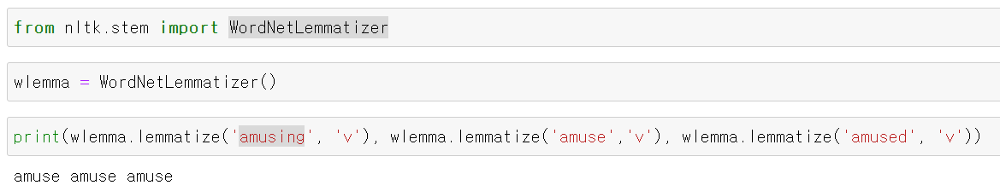 from nltk.stem import WordNetLemmatizer
wlemma = WordNetLemmatizer()
print(wlemma.lemmatize('amusing', 'v'), wlemma.lemmatize('amuse','v'), wlemma.lemmatize('amused', 'v'))
amuse amuse amuse